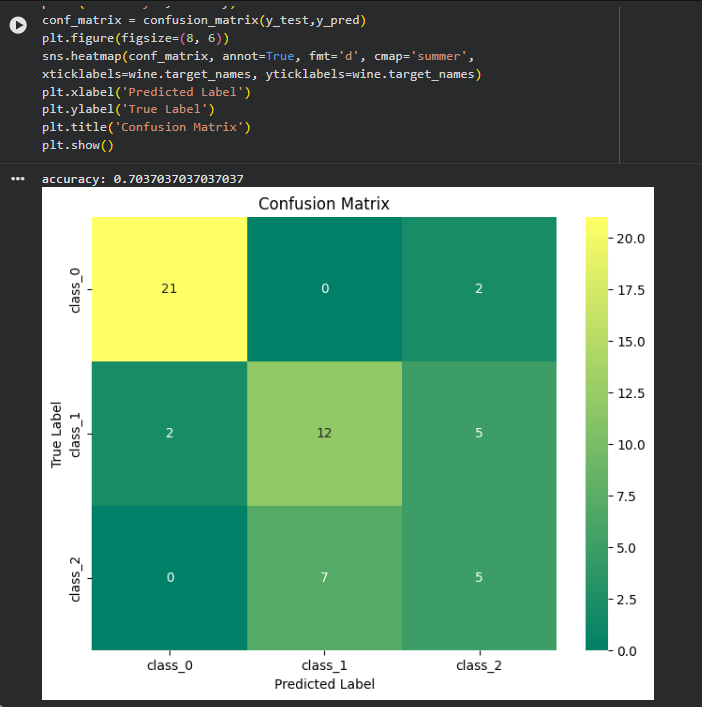 conf_matrix = confusion_matrix(y_test,y_pred)
plt.figure(figsize=(8, 6))
sns.heatmap(conf_matrix, annot=True, fmt='d', cmap='summer',
xticklabels=wine.target_names, yticklabels=wine.target_names)
plt.xlabel('Predicted Label')
plt.ylabel('True Label')
plt.title('Confusion Matrix')
plt.show()
accuracy: 0.7037037037037037
Confusion Matrix
class_0
21
0
2
class_1
2
12
5
class_2
0
7
5
True Label
class_0
class_1
class_2
Predicted Label
20.0
17.5
15.0
12.5
10.0
7.5
5.0
2.5
0.0